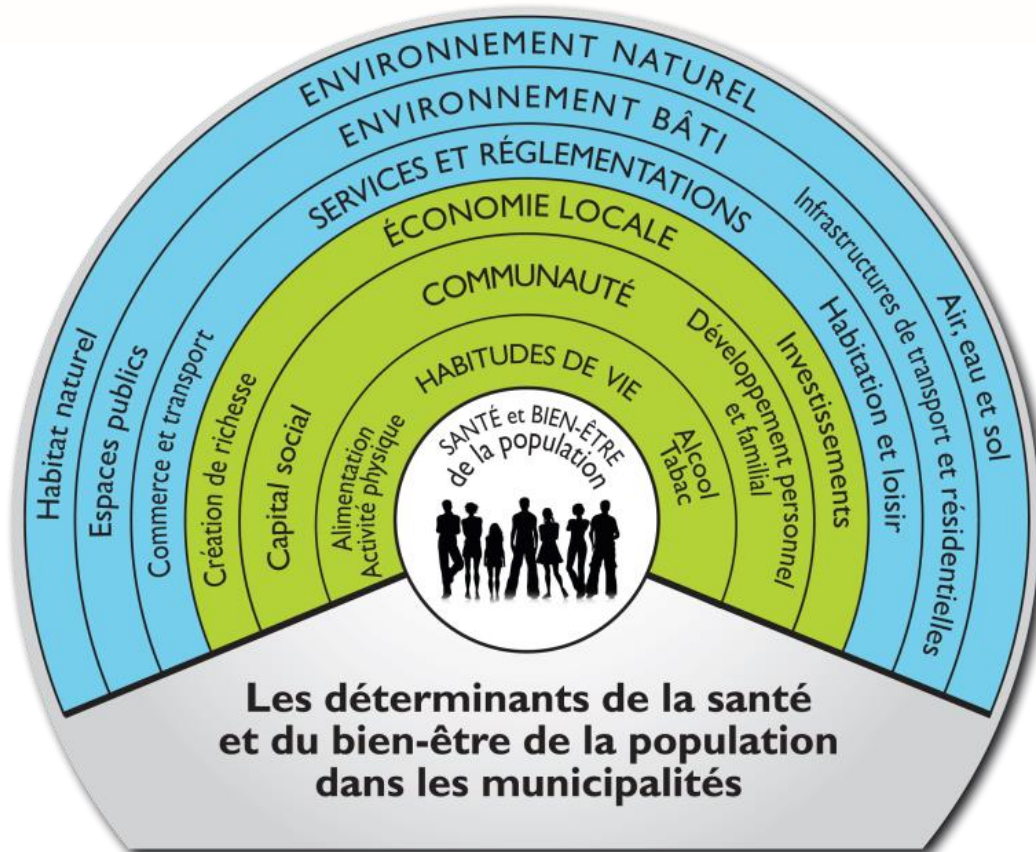 ENVIRONNEMENT NATUREL
Habitat naturel
Air, eau et sol
ENVIRONNEMENT BÂTI
Espaces publics
Infrastructures de transport et résidentielles
SERVICES ET RÉGLEMENTATIONS
Commerce et transport
Habitation et loisir
ÉCONOMIE LOCALE
Création de richesse
Investissements
COMMUNAUTÉ
Capital social
Développement personnel
et familial
HABITUDES DE VIE
Alimentation
Activité physique
Alcool
Tabac
SANTÉ et BIEN-ÊTRE
de la population
Les déterminants de la santé
et du bien-être de la population
dans les municipalités